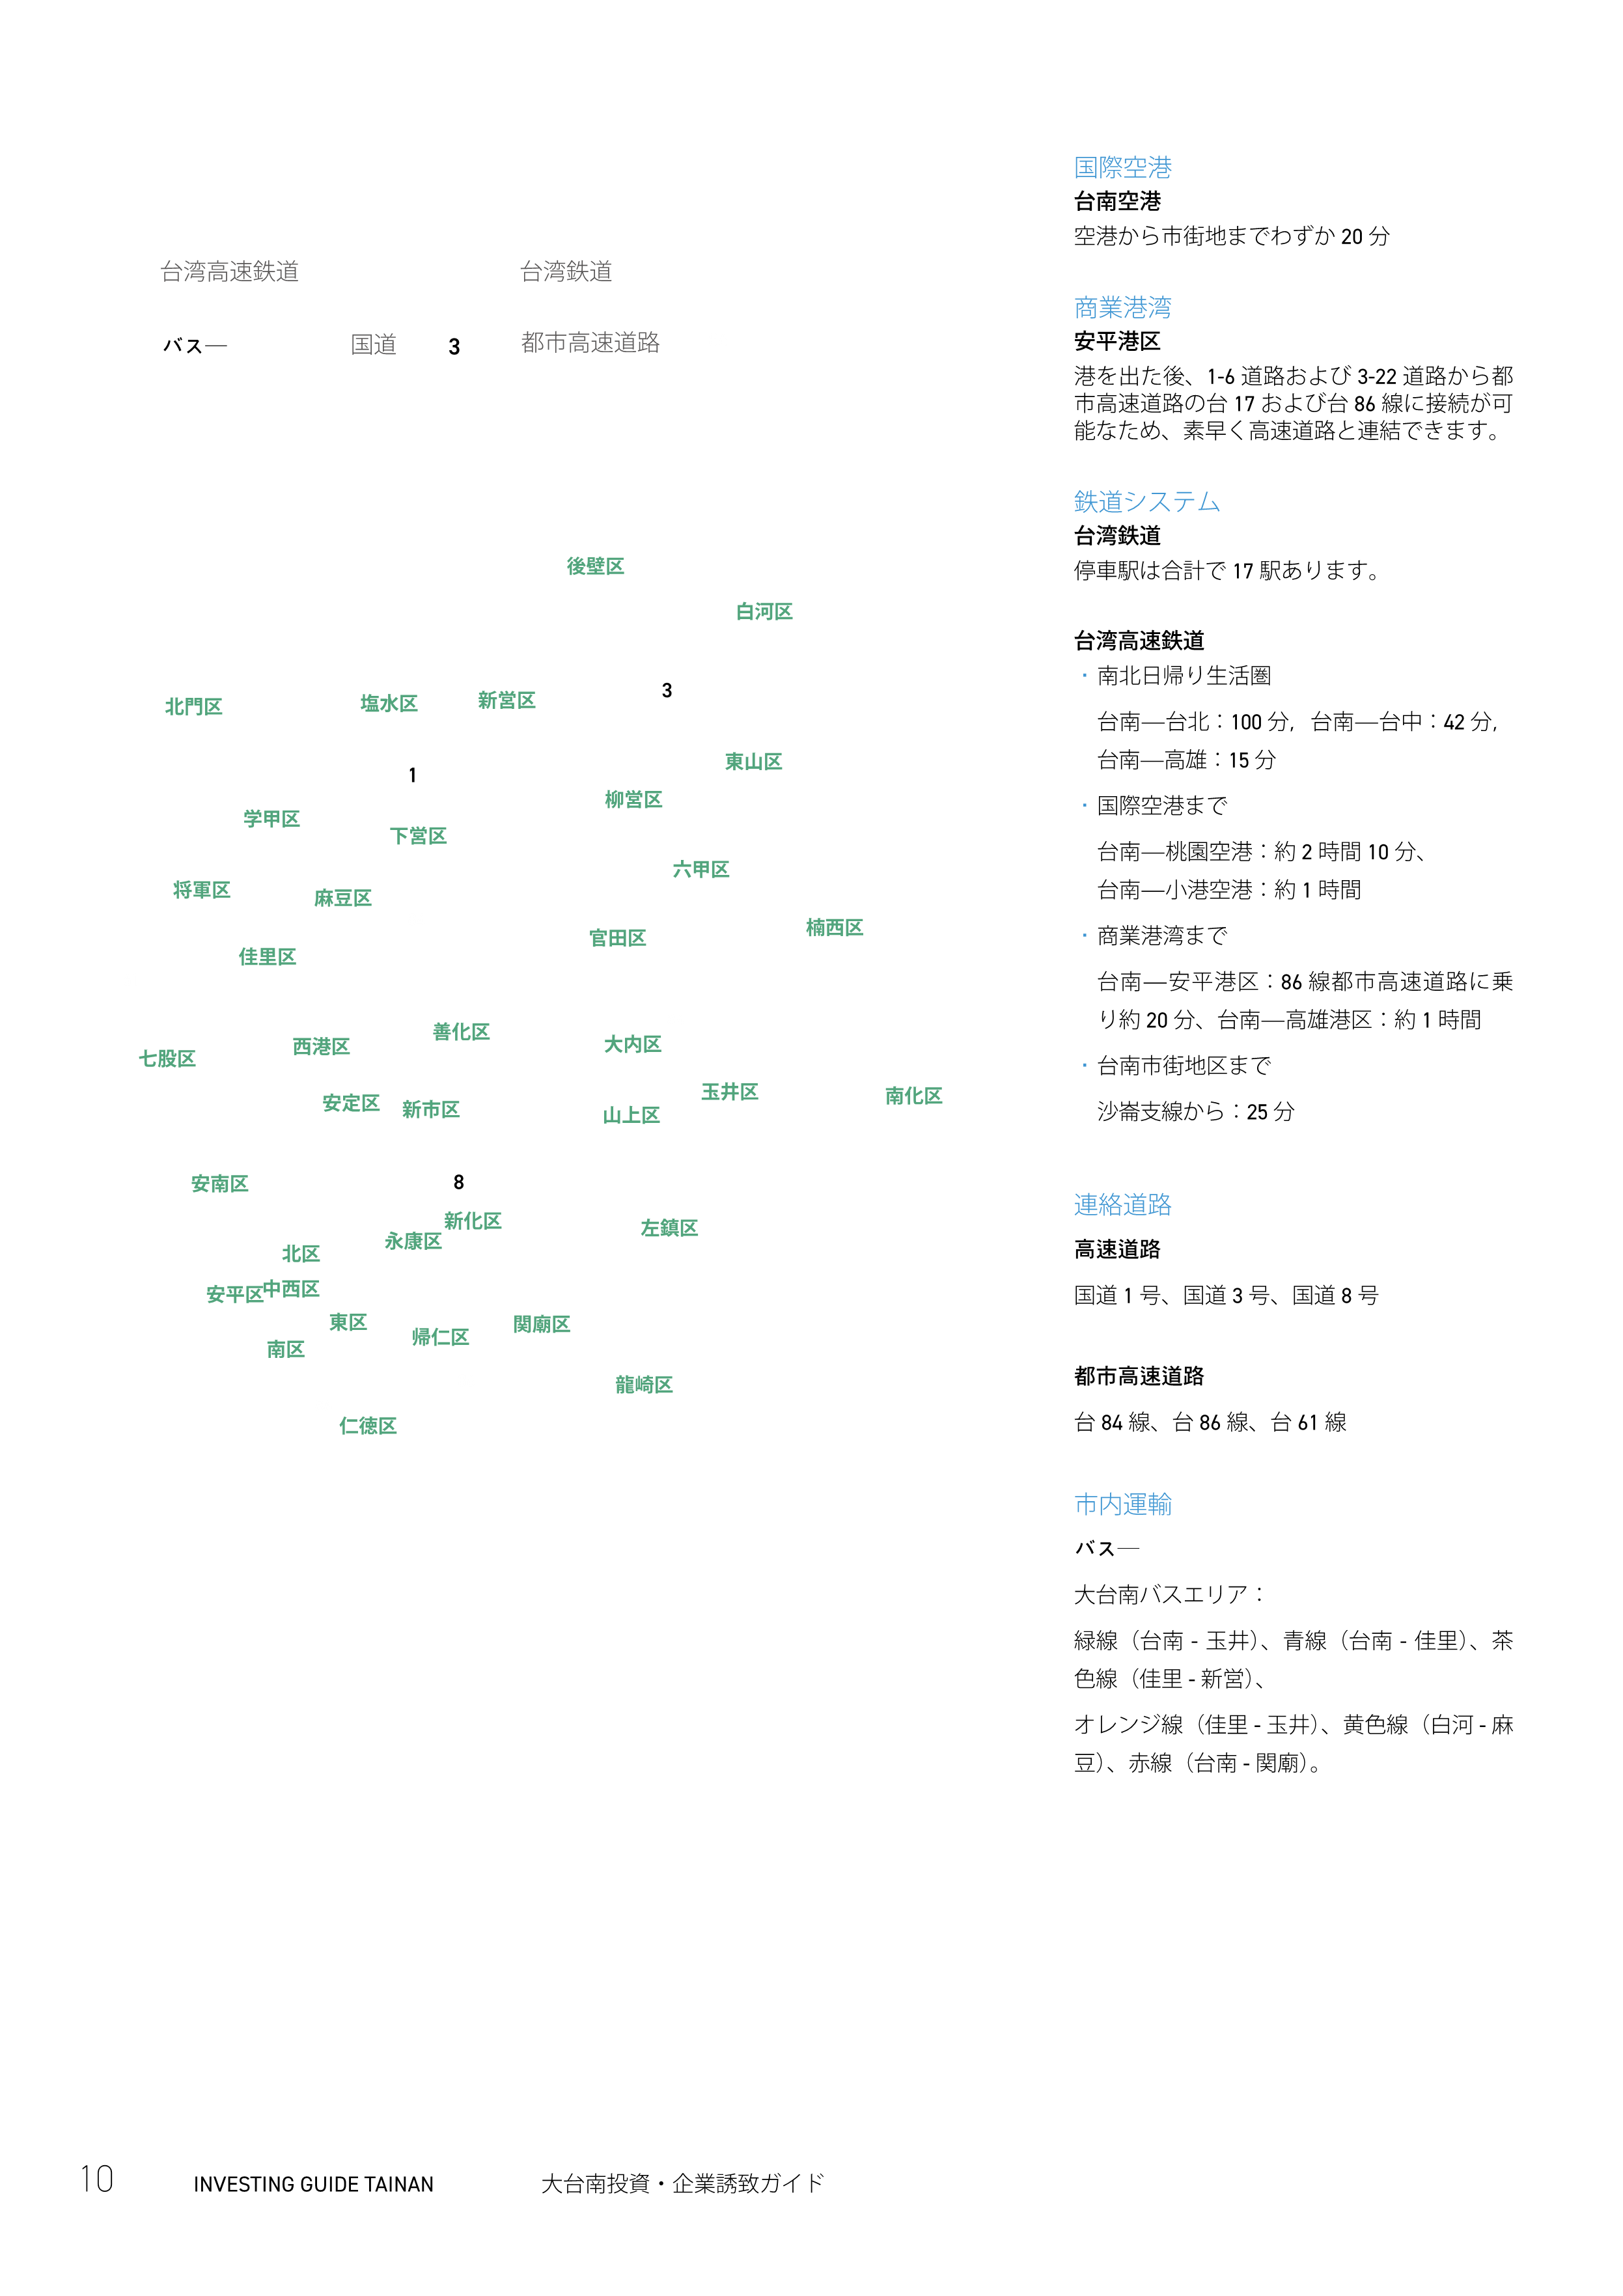 台湾高速鉄道
台湾鉄道
バス—
国道
3
都市高速道路
後壁区
白河区
3
北門区
塩水区
新営区
1
東山区
柳営区
学甲区
下営区
六甲区
将軍区
麻豆区
官田区
楠西区
佳里区
七股区
西港区
善化区
大内区
安定区
新市区
玉井区
山上区
南化区
安南区
8
新化区
永康区
左鎮区
北区
安平区
中西区
東区
南区
帰仁区
関廟区
龍崎区
仁徳区
国際空港
台南空港
空港から市街地までわずか 20 分
商業港湾
安平港区
港を出た後、1-6 道路および 3-22 道路から都
市高速道路の台 17 および台 86 線に接続が可
能なため、素早く高速道路と連結できます。
鉄道システム
台湾鉄道
停車駅は合計で 17 駅あります。
台湾高速鉄道
・南北日帰り生活圏
台南—台北：100 分, 台南—台中：42 分,
台南—高雄：15 分
・国際空港まで
台南—桃園空港：約 2 時間 10 分、
台南—小港空港：約 1 時間
・商業港湾まで
台南—安平港区：86 線都市高速道路に乗
り約 20 分、台南—高雄港区：約 1 時間
・台南市街地区まで
沙崙支線から：25 分
連絡道路
高速道路
国道 1 号、国道 3 号、国道 8 号
都市高速道路
台 84 線、台 86 線、台 61 線
市内運輸
バス—
大台南バスエリア：
緑線（台南 - 玉井）、青線（台南 - 佳里）、茶
色線（佳里 - 新営）、
オレンジ線（佳里 - 玉井）、黄色線（白河 - 麻
豆）、赤線（台南 - 関廟）。
10
INVESTING GUIDE TAINAN
大台南投資・企業誘致ガイド